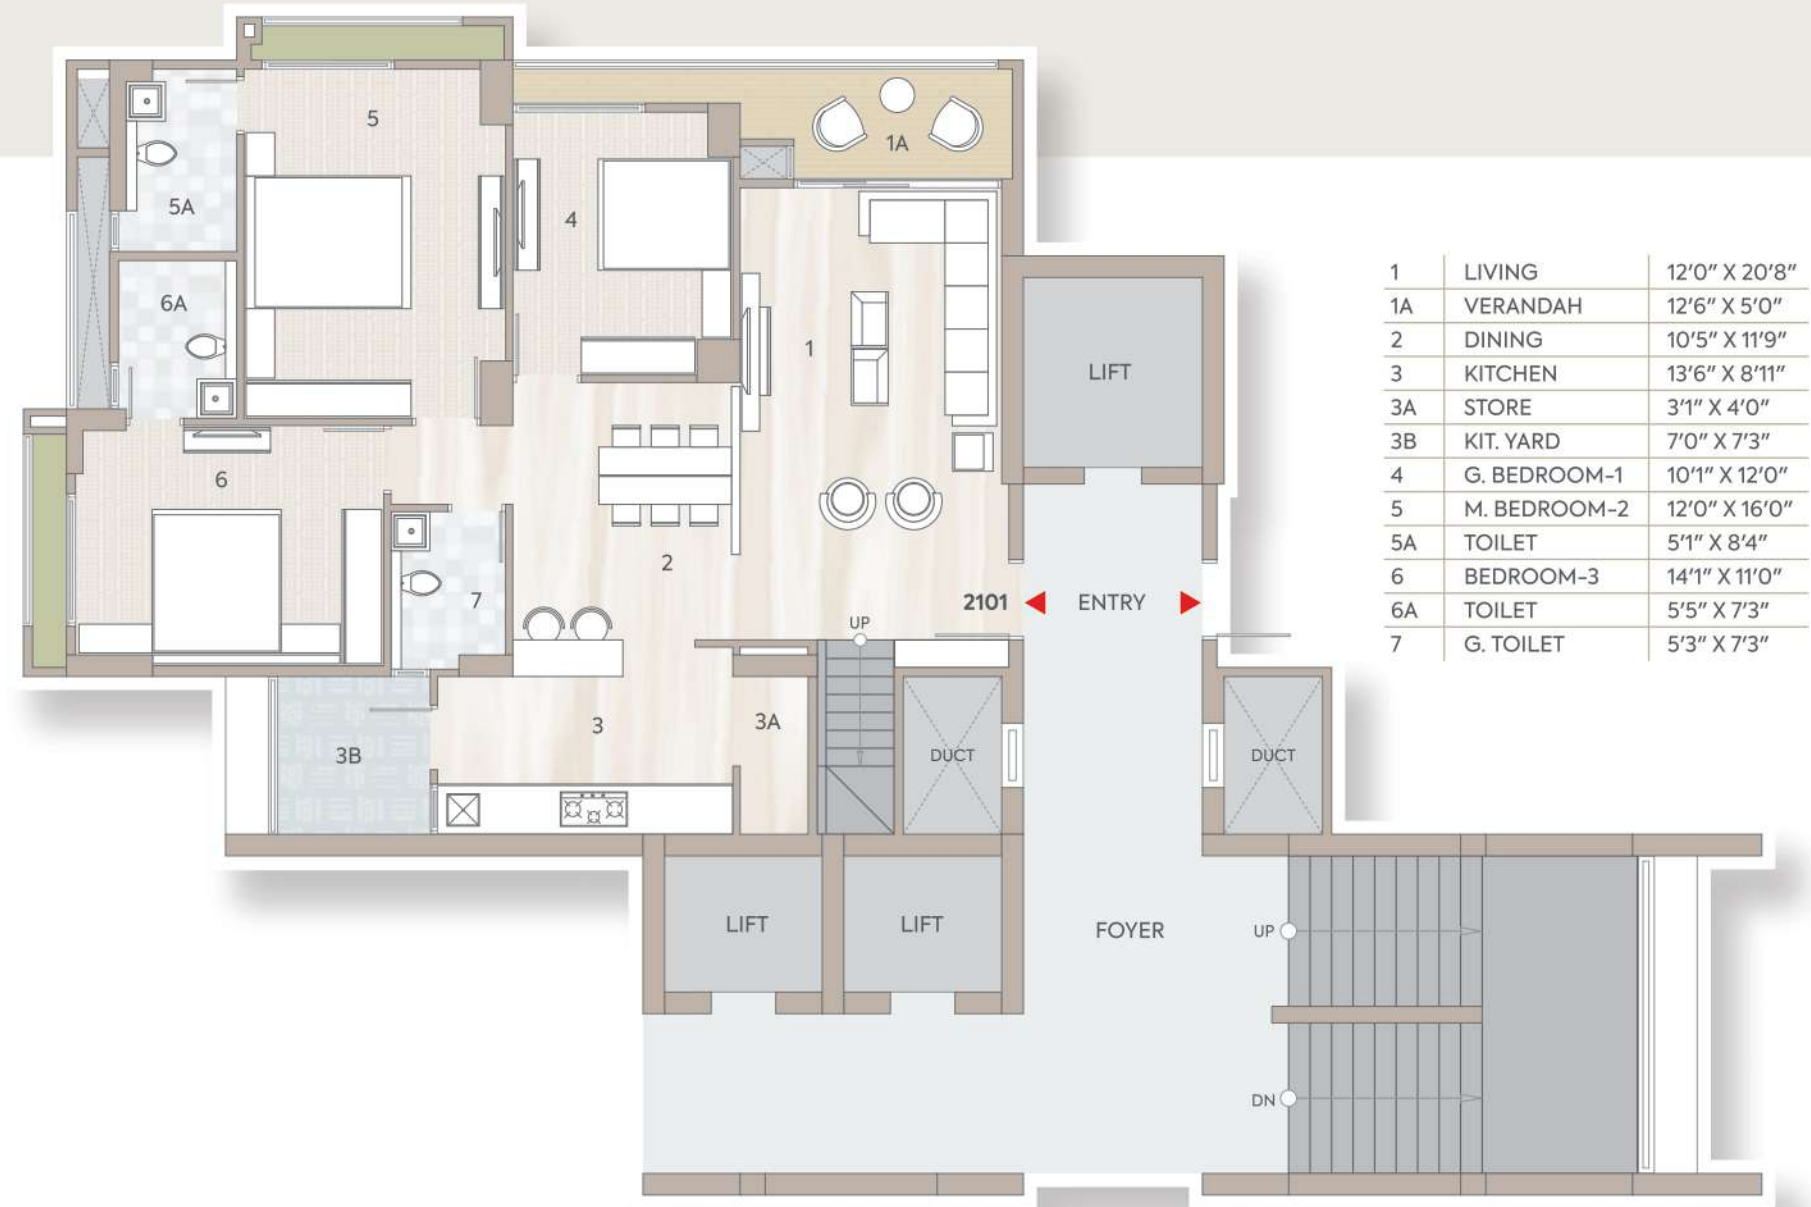 5
1A
5A
4
6A
1
LIFT
6
2
7
2101
ENTRY
UP
3
3A
3B
DUCT
DUCT
LIFT
LIFT
FOYER
UP
DN
1 LIVING 12'0" X 20'8"
1A VERANDAH 12'6" X 5'0"
2 DINING 10'5" X 11'9"
3 KITCHEN 13'6" X 8'11"
3A STORE 3'1" X 4'0"
3B KIT. YARD 7'0" X 7'3"
4 G. BEDROOM-1 10'1" X 12'0"
5 M. BEDROOM-2 12'0" X 16'0"
5A TOILET 5'1" X 8'4"
6 BEDROOM-3 14'1" X 11'0"
6A TOILET 5'5" X 7'3"
7 G. TOILET 5'3" X 7'3"